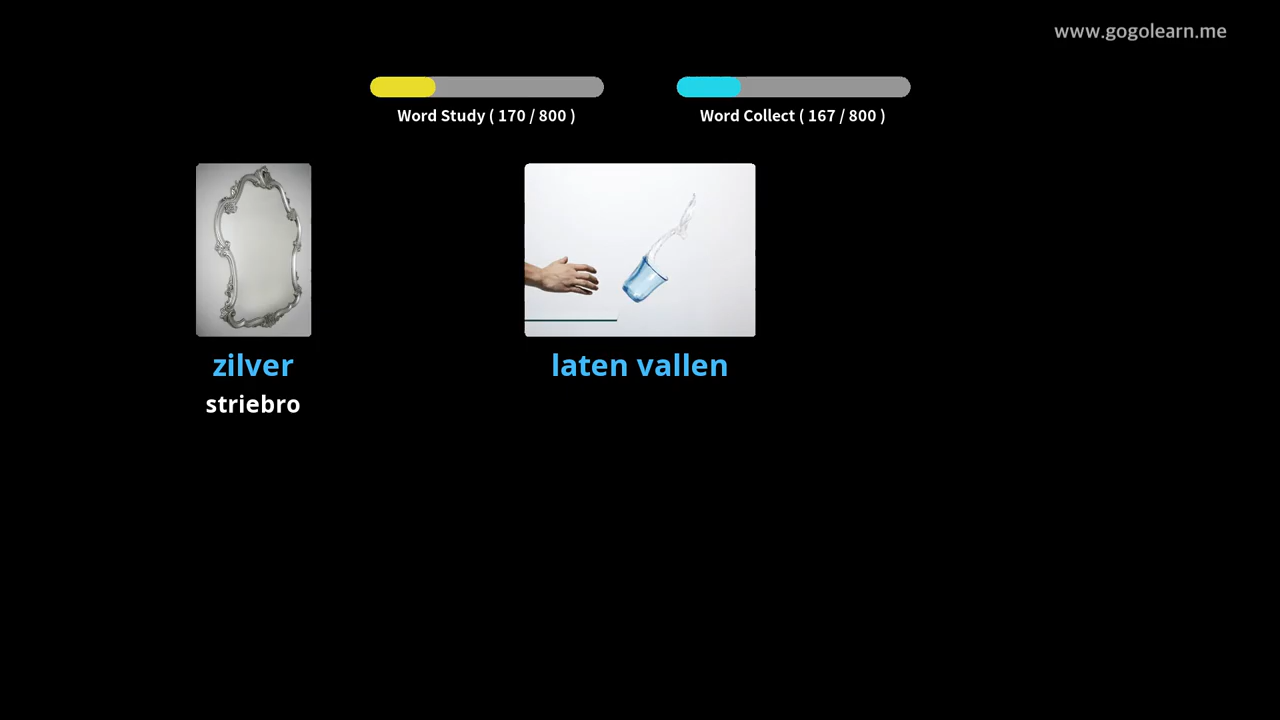 www.gogolearn.me
Word Study ( 170 / 800 )
Word Collect ( 167 / 800 )
zilver
striebro
laten vallen